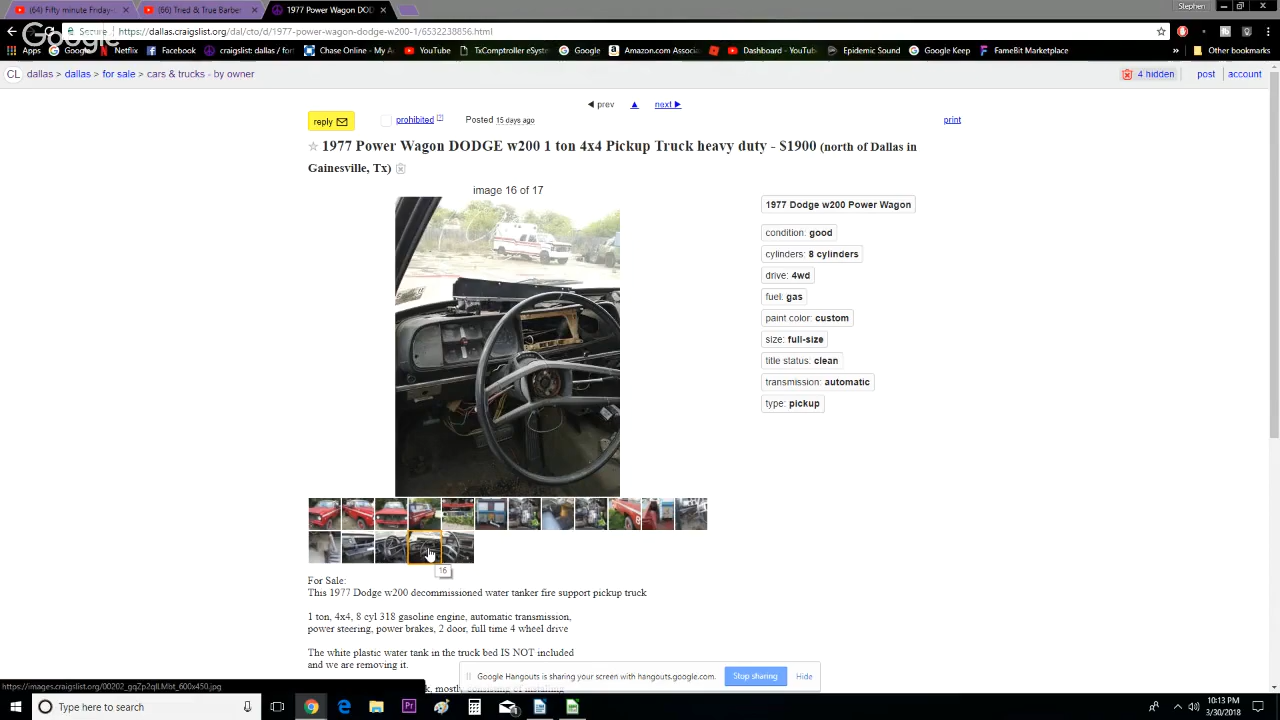 (64) Fifty minute Friday-
(66) Tried & True Barber
1977 Power Wagon DODG
Stephen
Secure
https://dallas.craigslist.org/dal/cto/d/1977-power-wagon-dodge-w200-1/6532238856.html
Google
Apps
craigslist: dallas / fort
Chase Online - My A
YouTube
TxComptroller eSyste
Google
Amazon.com Associa
Dashboard - YouTu
Epidemic Sound
Google Keep
FameBit Marketplace
»
Other bookmarks
CL
dallas > dallas > for sale > cars & trucks - by owner
4 hidden
post
account
◀ prev ▲ next ▶
reply
prohibited [?]
Posted 15 days ago
print
☆ 1977 Power Wagon DODGE w200 1 ton 4x4 Pickup Truck heavy duty - $1900 (north of Dallas in
Gainesville, Tx)
image 16 of 17
1977 Dodge w200 Power Wagon
condition: good
cylinders: 8 cylinders
drive: 4wd
fuel: gas
paint color: custom
size: full-size
title status: clean
transmission: automatic
type: pickup
16
For Sale:
This 1977 Dodge w200 decommissioned water tanker fire support pickup truck
1 ton, 4x4, 8 cyl 318 gasoline engine, automatic transmission,
power steering, power brakes, 2 door, full time 4 wheel drive
The white plastic water tank in the truck bed IS NOT included
and we are removing it.
Google Hangouts is sharing your screen with hangouts.google.com.
Stop sharing
Hide
mostly consisting of installing
Type here to search
10:13 PM
3/30/2018